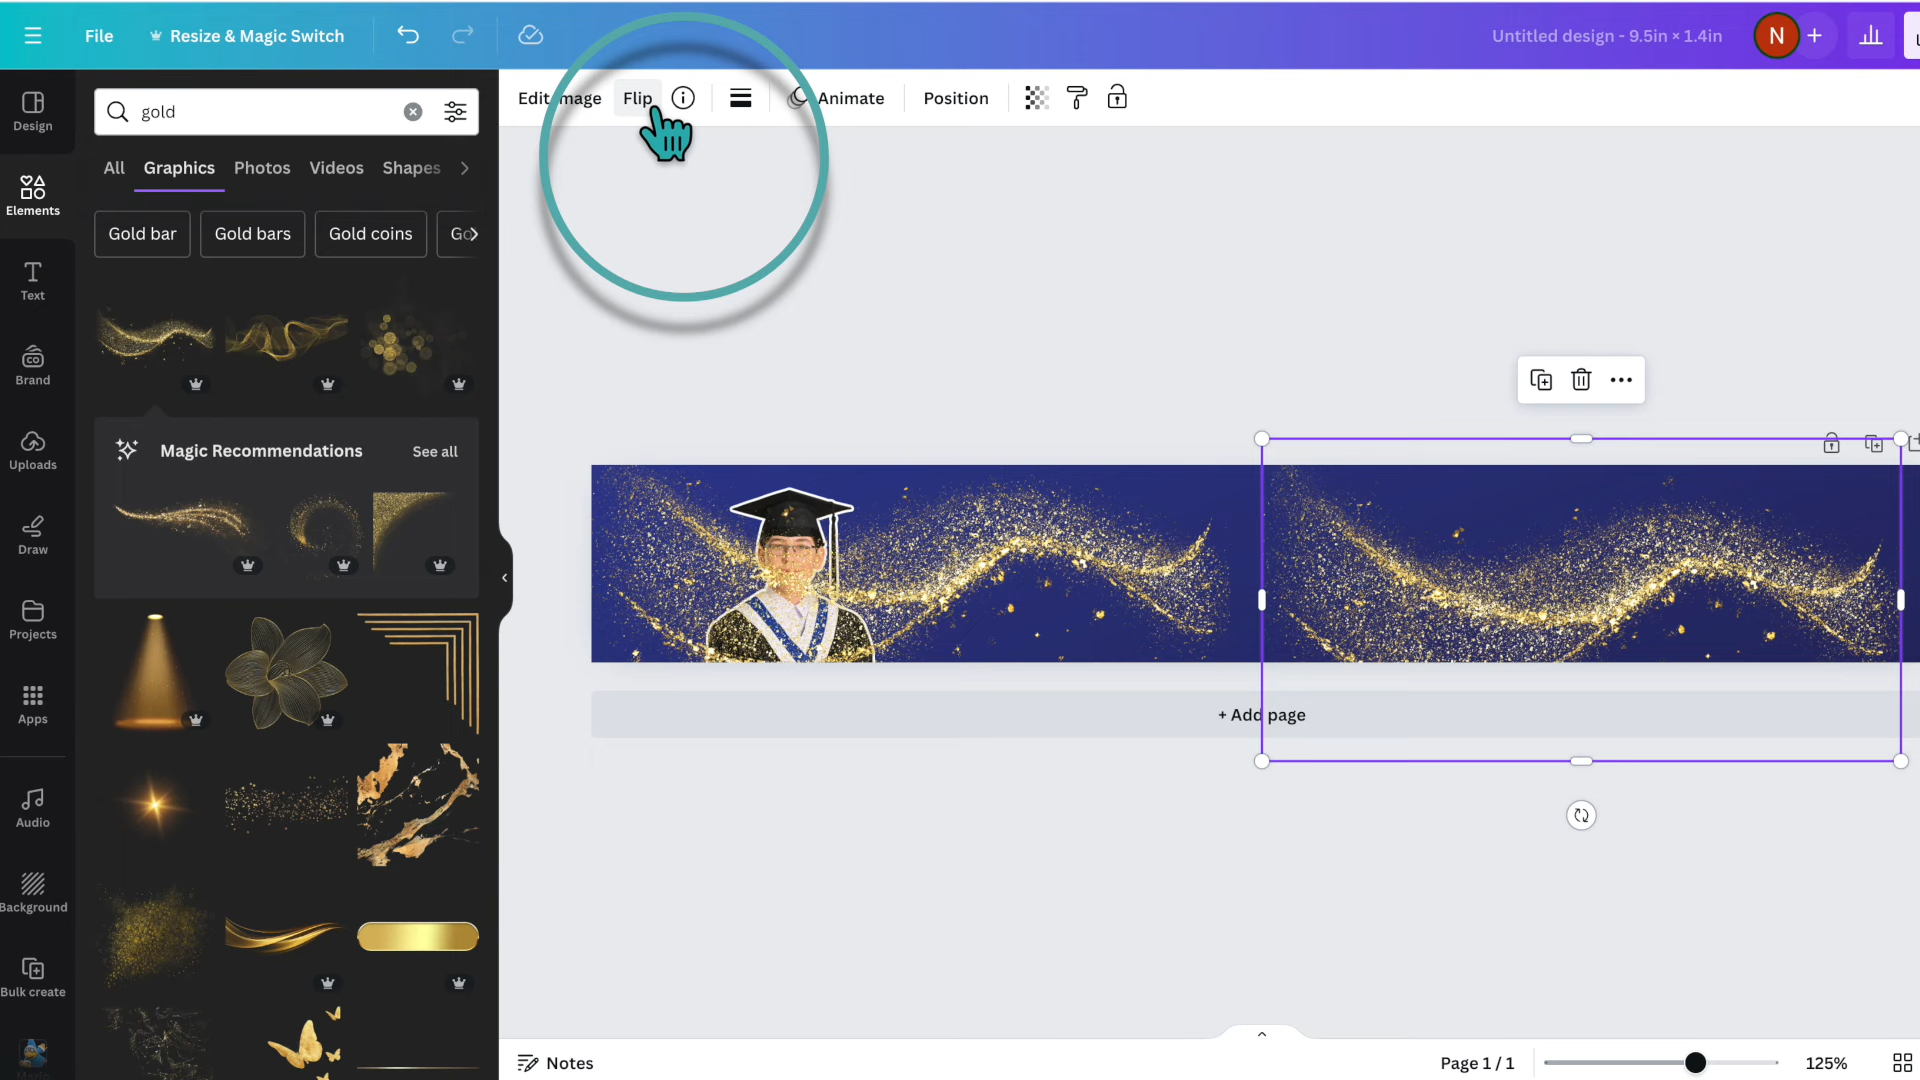 File
Resize & Magic Switch
Untitled design - 9.5in × 1.4in
N
Design
Elements
Text
Brand
Uploads
Draw
Projects
Apps
Audio
Background
Bulk create
gold
All
Graphics
Photos
Videos
Shapes
Gold bar
Gold bars
Gold coins
Go
Magic Recommendations
See all
Edit image
Flip
Animate
Position
+ Add page
Notes
Page 1 / 1
125%